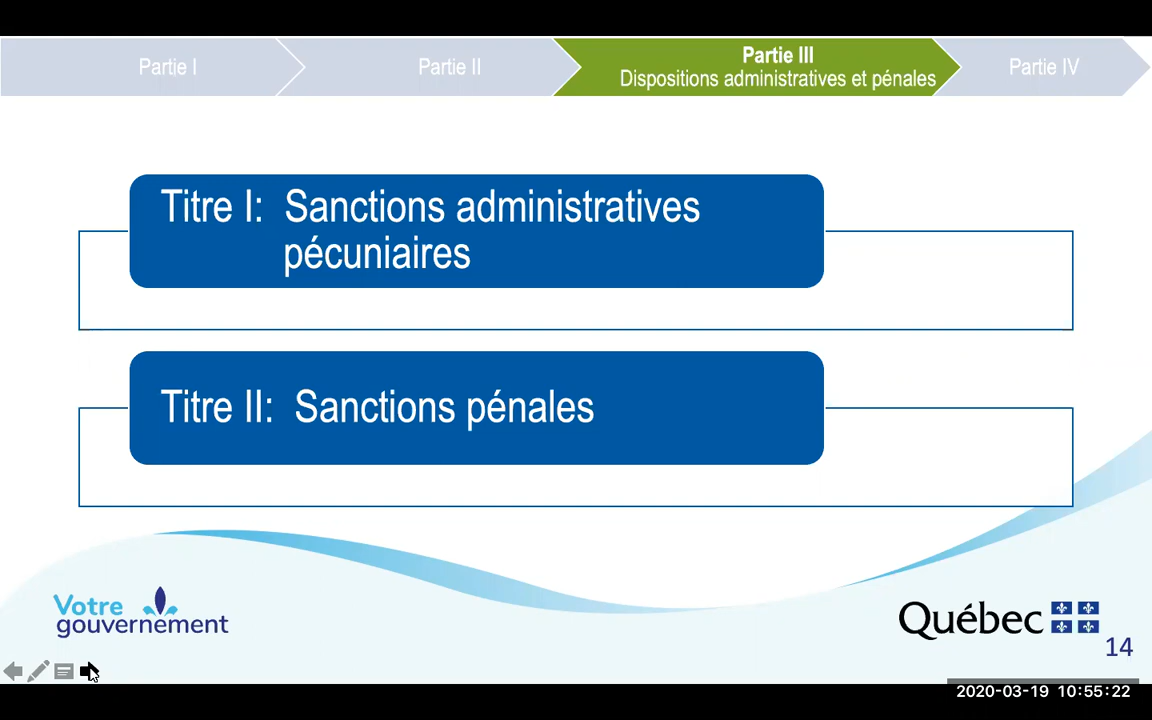 Partie I
Partie II
Partie III
Dispositions administratives et pénales
Partie IV
Titre I: Sanctions administratives
pécuniaires
Titre II: Sanctions pénales
Votre
gouvernement
Québec
14
2020-03-19 10:55:22